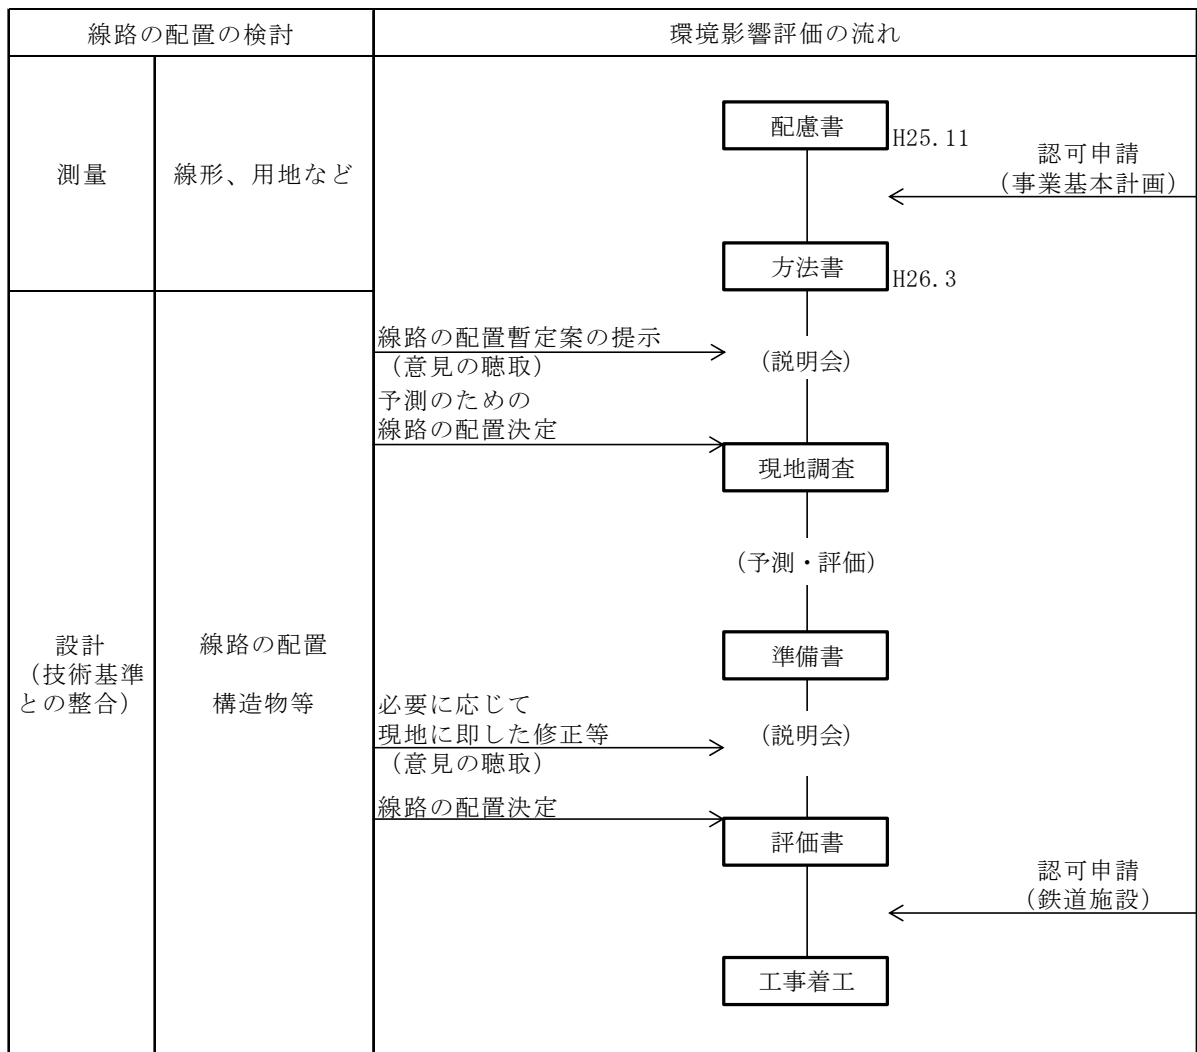 線路の配置の検討
環境影響評価の流れ
測量
線形、用地など
配慮書
H25.11
認可申請
（事業基本計画）
方法書
H26.3
線路の配置暫定案の提示
（意見の聴取）
（説明会）
予測のための
線路の配置決定
現地調査
（予測・評価）
設計
（技術基準
との整合）
線路の配置
構造物等
準備書
必要に応じて
現地に即した修正等
（意見の聴取）
（説明会）
線路の配置決定
評価書
認可申請
（鉄道施設）
工事着工